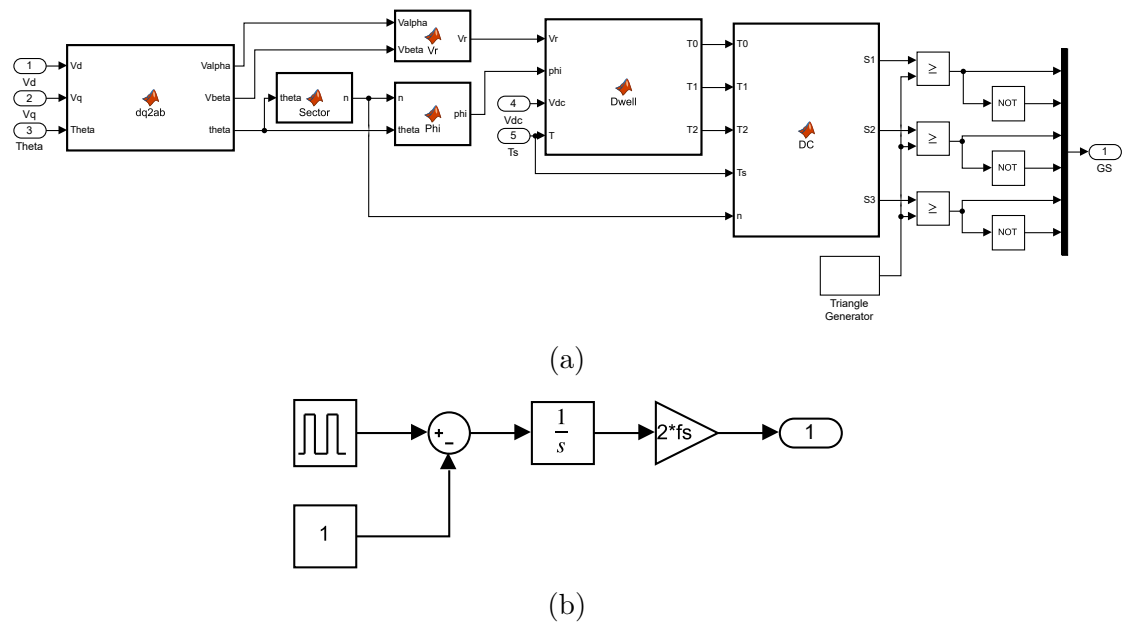 1
Vd
2
Vq
3
Theta
Vd
Vq
Theta
dq2ab
Valpha
Vbeta
theta
theta
Sector
n
Valpha
Vbeta
Vr
Vr
n
theta
Phi
phi
4
Vdc
5
Ts
Vr
phi
Vdc
T
Dwell
T0
T1
T2
T0
T1
T2
Ts
n
DC
S1
S2
S3
Triangle
Generator
≥
≥
≥
NOT
NOT
NOT
1
GS
(a)
1
+
−
1
s
2*fs
1
(b)